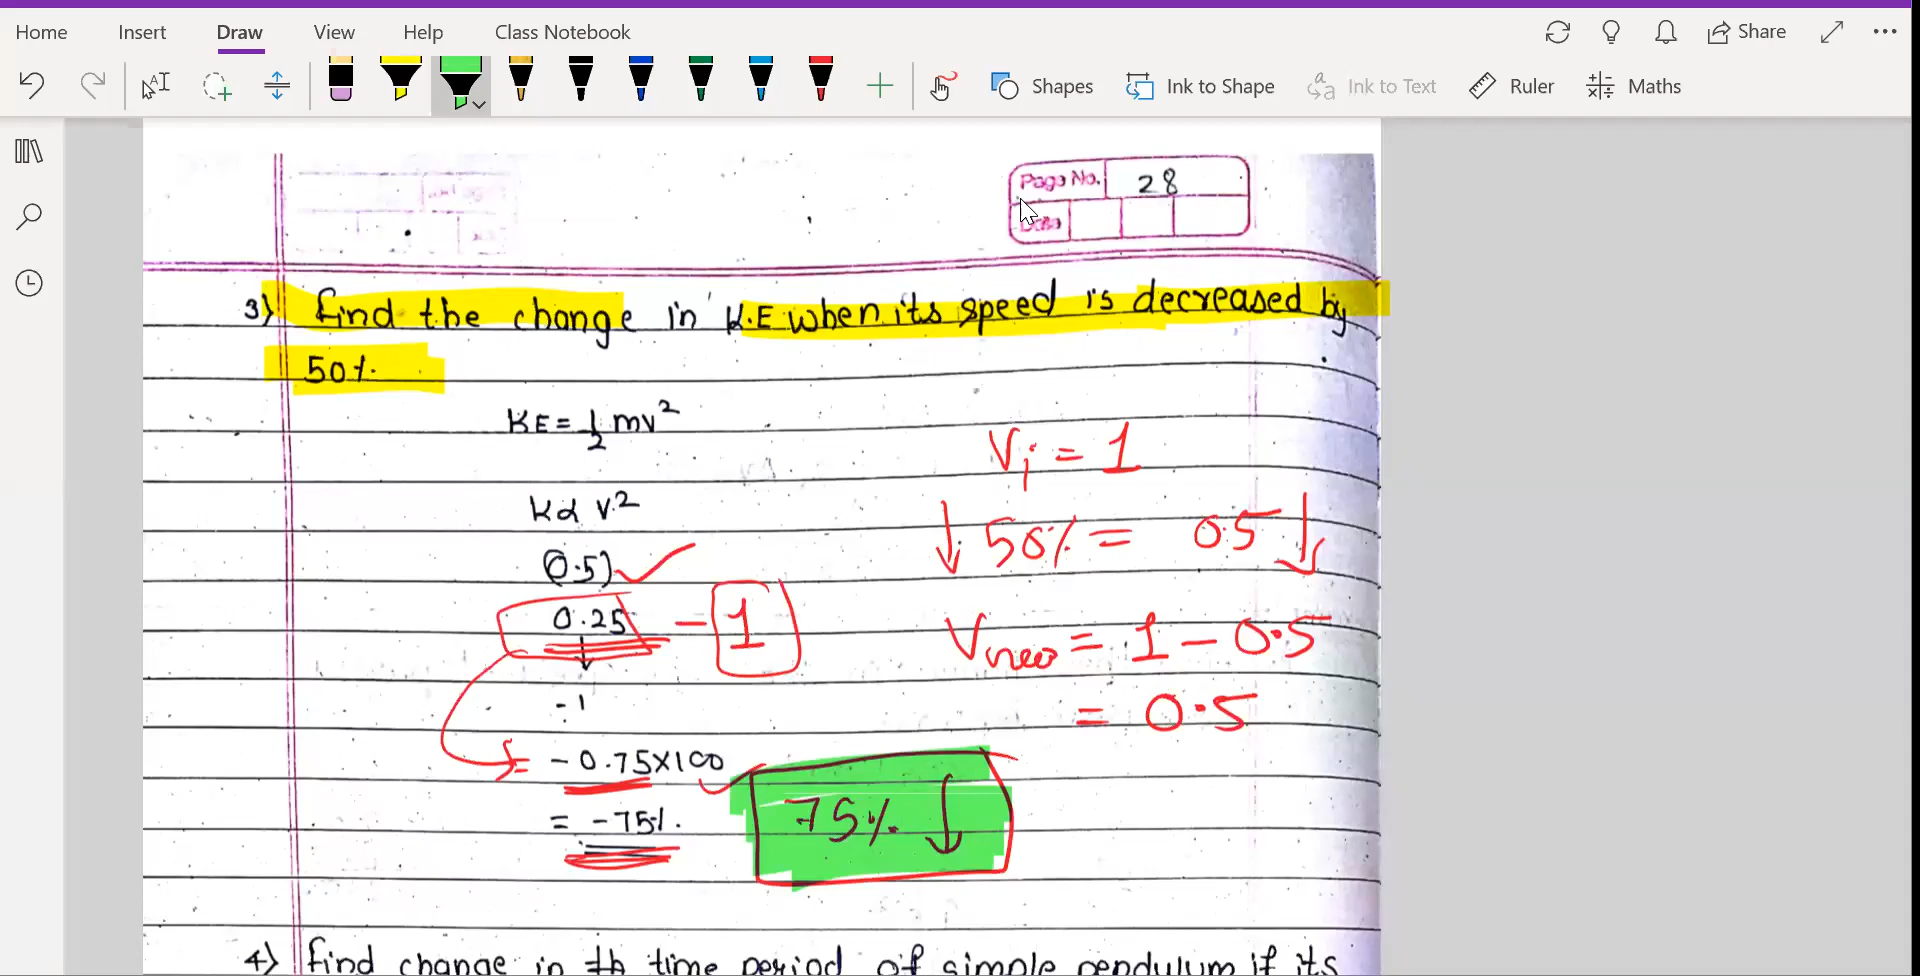 Home Insert Draw View Help Class Notebook Share
Shapes Ink to Shape Ink to Text Ruler Maths
Page No. 28
Date
3) find the change in K.E when its speed is decreased by
50%.
KE = 1/2 mv²
K α v²
(0.5)
0.25 - 1
- 1
= - 0.75 X 100
= - 75%.
75% ↓
Vi = 1
↓ 50% = 0.5 ↓
Vnew = 1 - 0.5
= 0.5
4) find change in th time period of simple pendulum if its